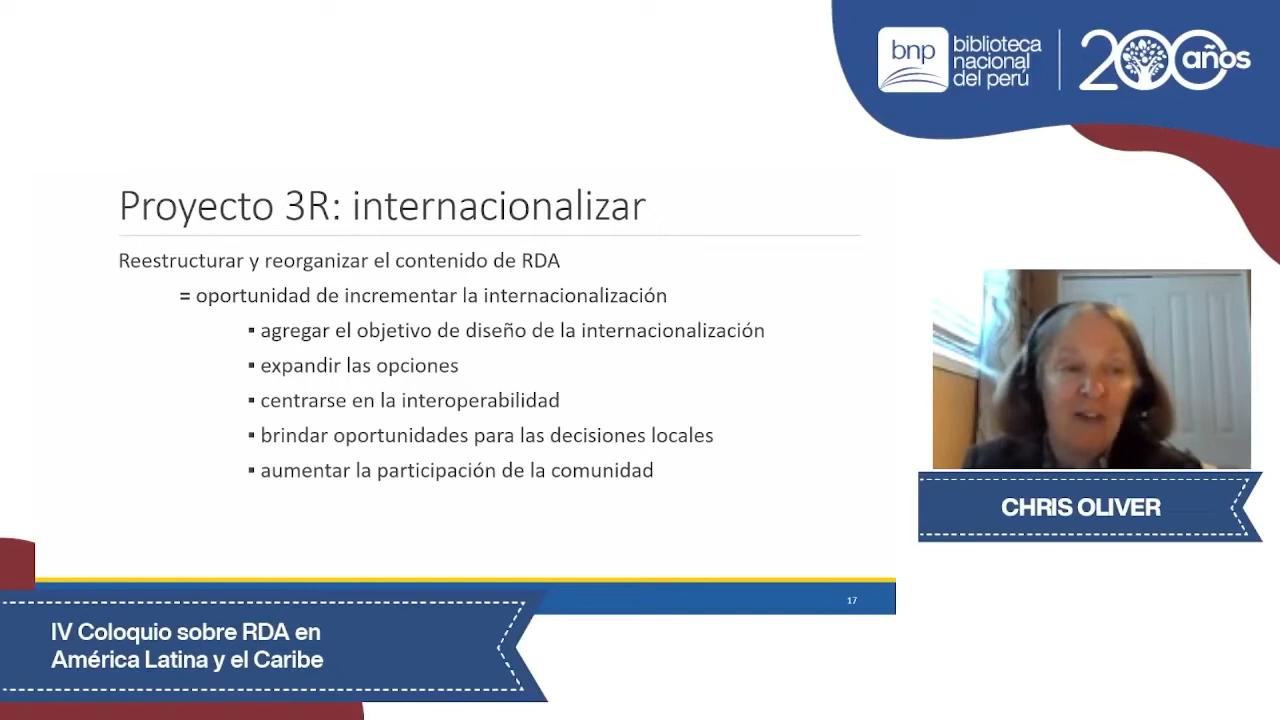 bnp
biblioteca
nacional
del perú
200 años
Proyecto 3R: internacionalizar
Reestructurar y reorganizar el contenido de RDA
= oportunidad de incrementar la internacionalización
▪ agregar el objetivo de diseño de la internacionalización
▪ expandir las opciones
▪ centrarse en la interoperabilidad
▪ brindar oportunidades para las decisiones locales
▪ aumentar la participación de la comunidad
CHRIS OLIVER
17
IV Coloquio sobre RDA en
América Latina y el Caribe